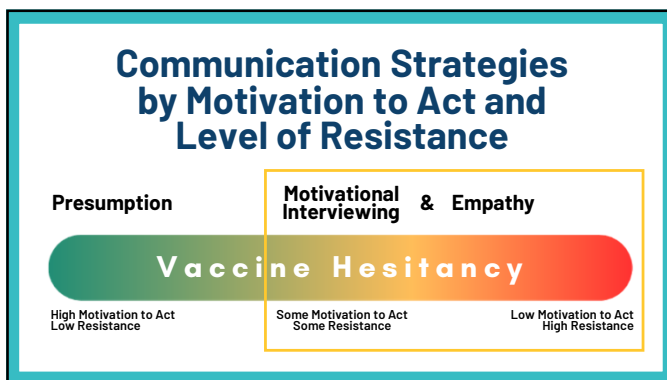 Communication Strategies
by Motivation to Act and
Level of Resistance
Presumption
Motivational
Interviewing
& Empathy
Vaccine Hesitancy
High Motivation to Act
Low Resistance
Some Motivation to Act
Some Resistance
Low Motivation to Act
High Resistance